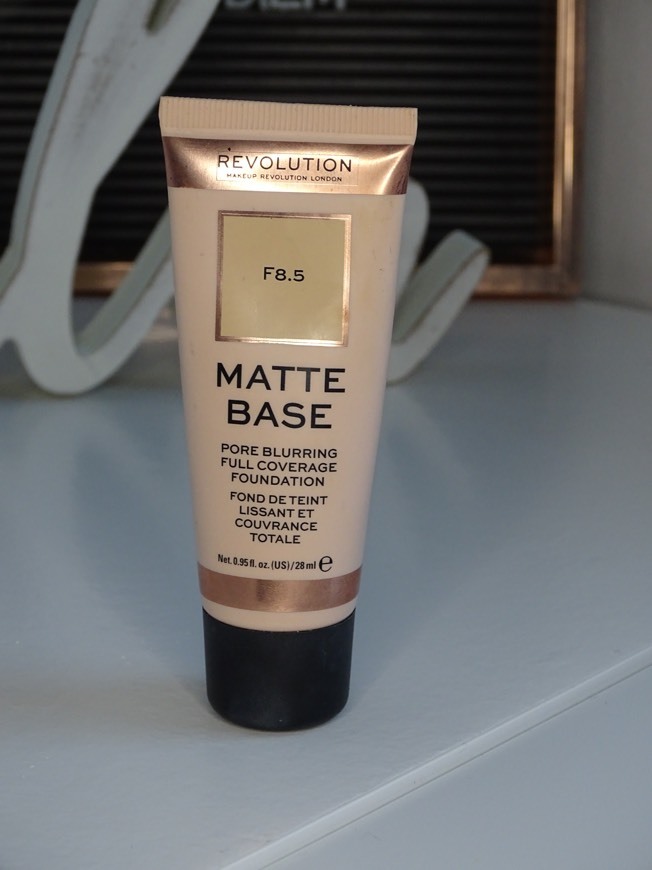 REVOLUTION
MAKEUP REVOLUTION LONDON
F8.5
MATTE
BASE
PORE BLURRING
FULL COVERAGE
FOUNDATION
FOND DE TEINT
LISSANT ET
COUVRANCE
TOTALE
Net. 0.95 fl. oz. (US) / 28 ml ℮